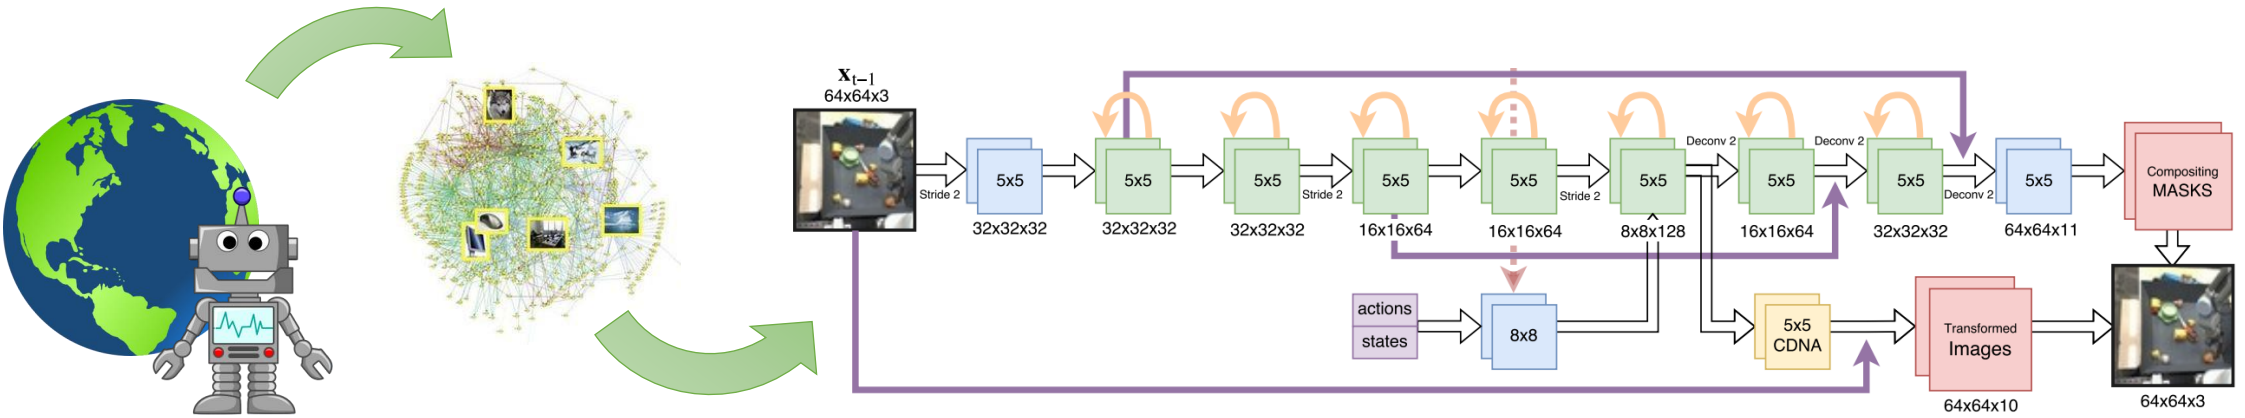 x t−1
64x64x3
Stride 2
5x5
32x32x32
5x5
32x32x32
5x5
32x32x32
Stride 2
5x5
16x16x64
5x5
16x16x64
Stride 2
5x5
8x8x128
Deconv 2
5x5
16x16x64
Deconv 2
5x5
32x32x32
Deconv 2
5x5
64x64x11
Compositing
MASKS
actions
states
8x8
5x5
CDNA
Transformed
Images
64x64x10
64x64x3